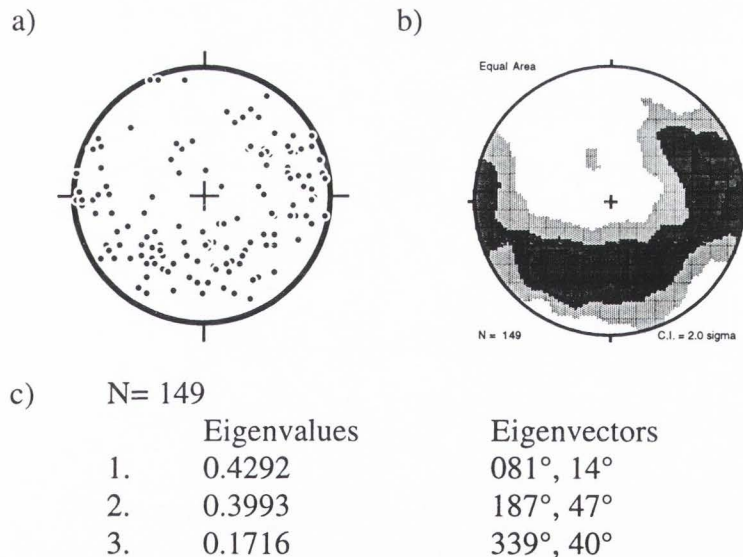 a)
b)
Equal Area
N = 149
C.I. = 2.0 sigma
c)
N= 149
Eigenvalues Eigenvectors
1. 0.4292 081°, 14°
2. 0.3993 187°, 47°
3. 0.1716 339°, 40°